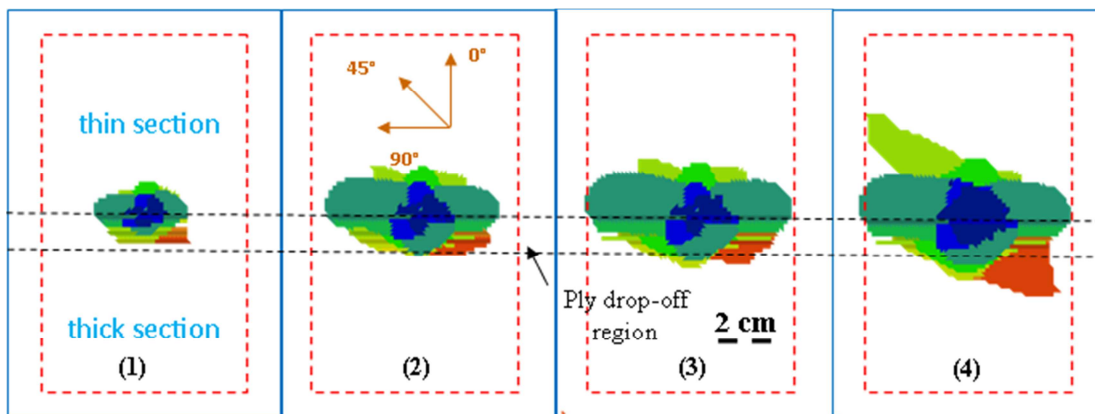 thin section
thick section
(1)
0°
45°
90°
(2)
Ply drop-off
region
2 cm
(3)
(4)